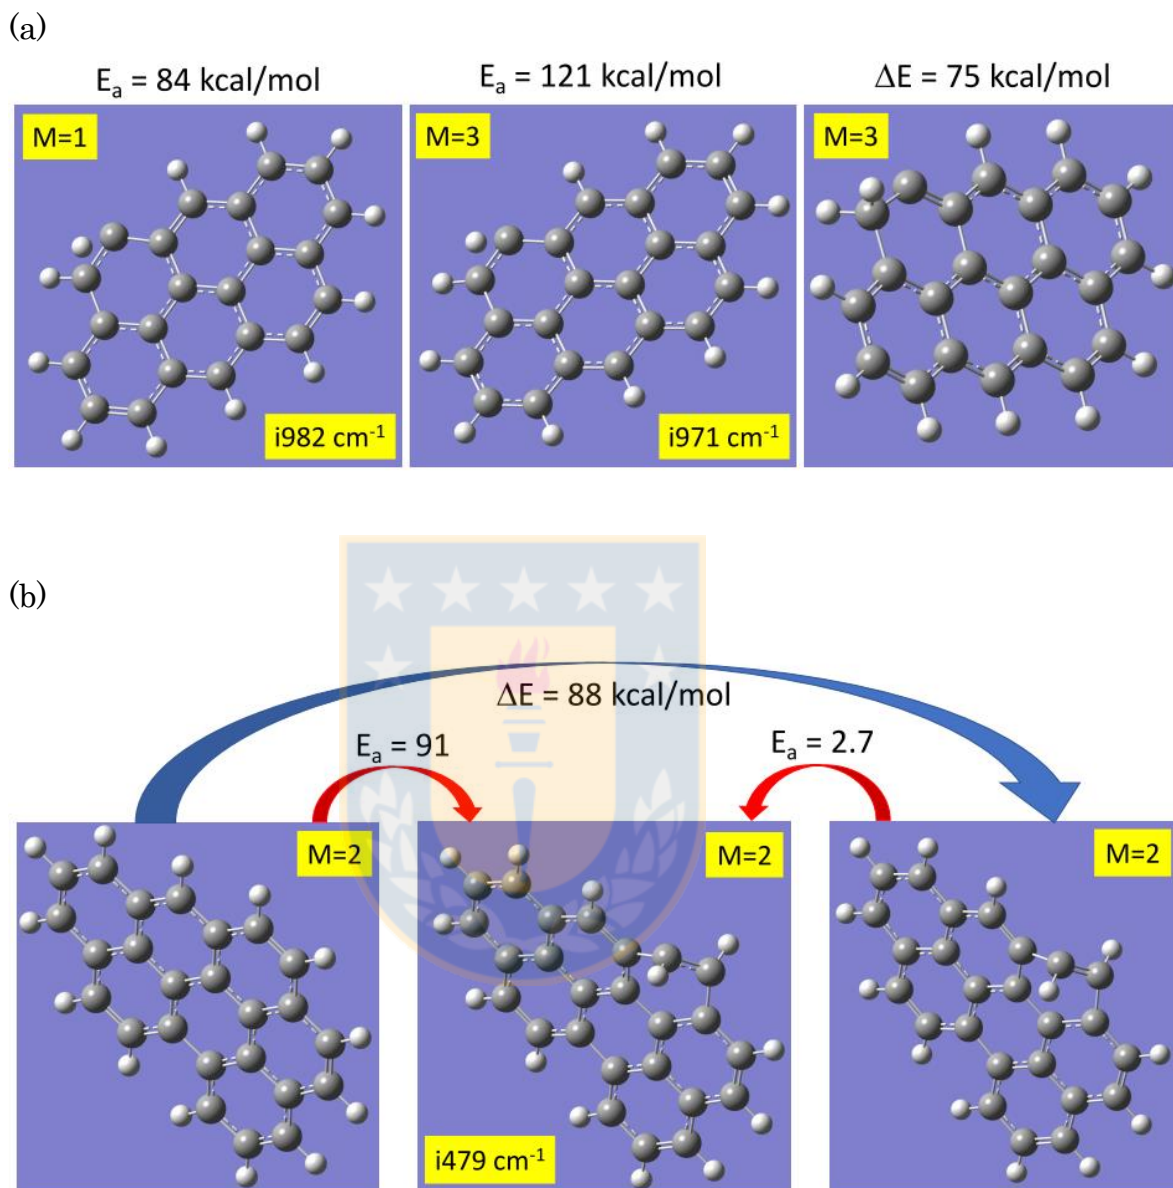 (a)
Eₐ = 84 kcal/mol
Eₐ = 121 kcal/mol
ΔE = 75 kcal/mol
M=1
M=3
M=3
i982 cm⁻¹
i971 cm⁻¹
(b)
ΔE = 88 kcal/mol
Eₐ = 91
Eₐ = 2.7
M=2
M=2
M=2
i479 cm⁻¹